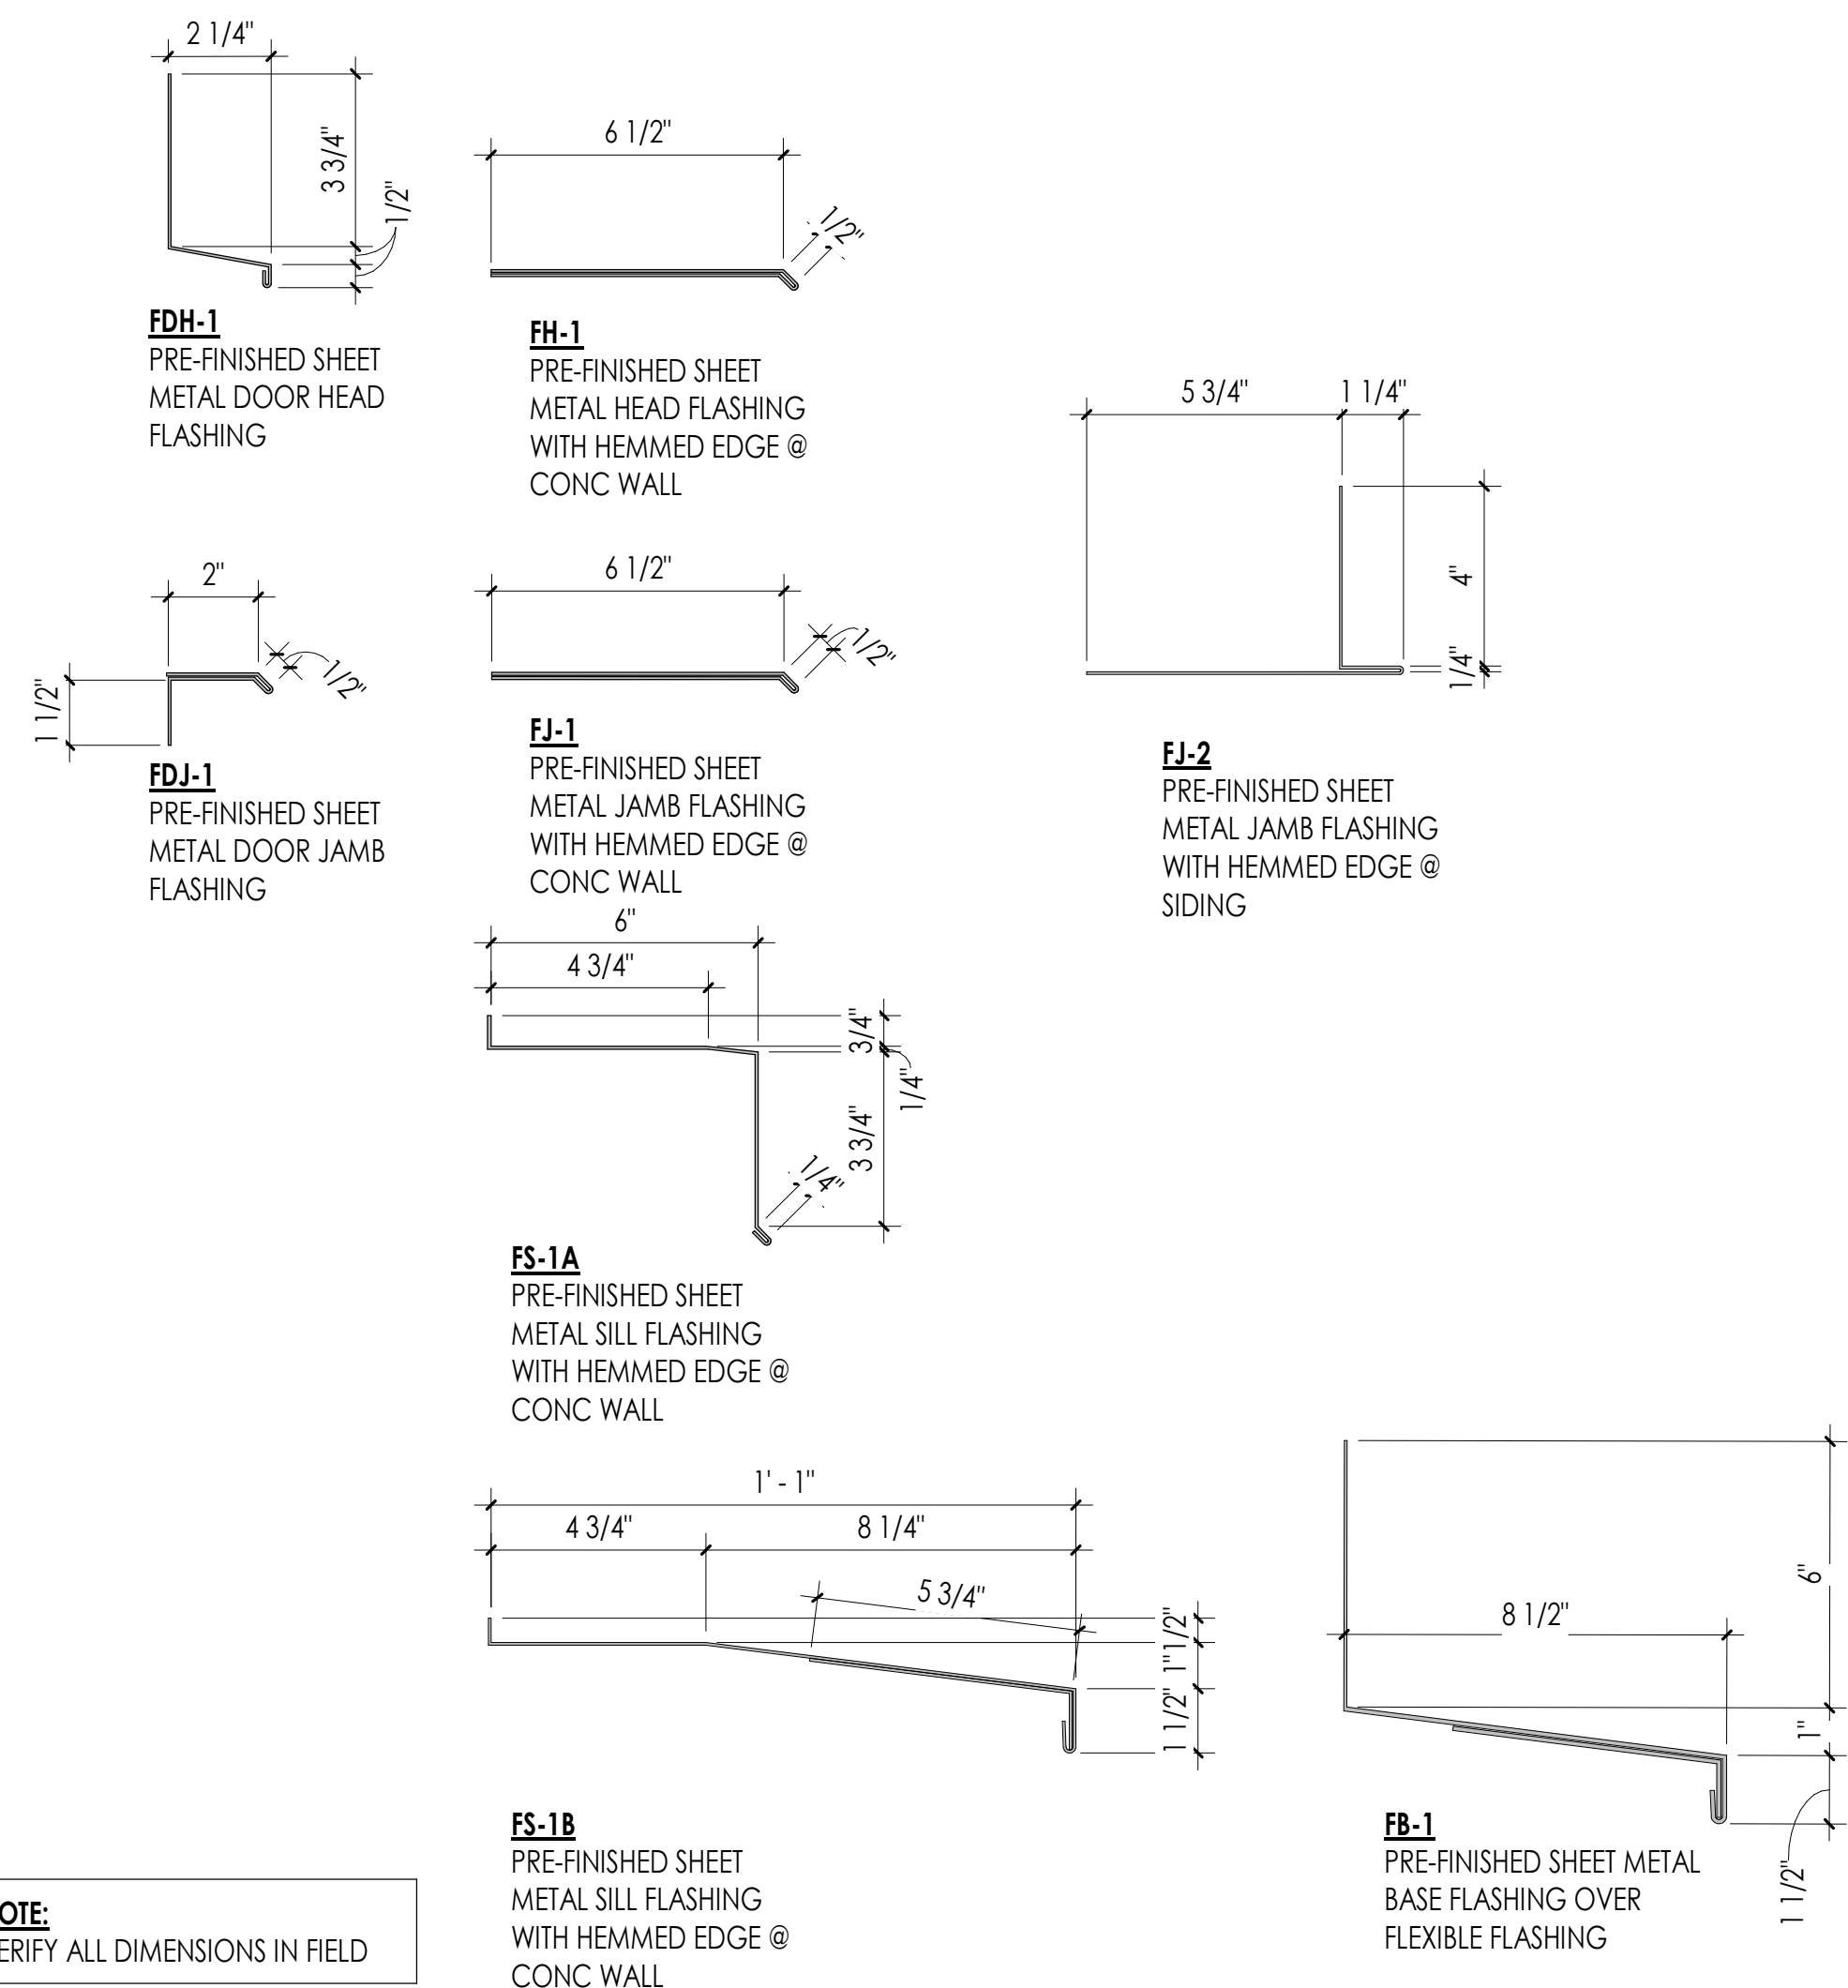 2 1/4"
3 3/4"
1/2"
FDH-1
PRE-FINISHED SHEET
METAL DOOR HEAD
FLASHING
6 1/2"
1/2"
FH-1
PRE-FINISHED SHEET
METAL HEAD FLASHING
WITH HEMMED EDGE @
CONC WALL
2"
1/2"
1 1/2"
FDJ-1
PRE-FINISHED SHEET
METAL DOOR JAMB
FLASHING
6 1/2"
1/2"
FJ-1
PRE-FINISHED SHEET
METAL JAMB FLASHING
WITH HEMMED EDGE @
CONC WALL
5 3/4" 1 1/4"
4"
1/4"
FJ-2
PRE-FINISHED SHEET
METAL JAMB FLASHING
WITH HEMMED EDGE @
SIDING
6"
4 3/4"
3/4"
1/4"
3 3/4"
1/4"
FS-1A
PRE-FINISHED SHEET
METAL SILL FLASHING
WITH HEMMED EDGE @
CONC WALL
1' - 1"
4 3/4" 8 1/4"
5 3/4"
1/2"
1"
1 1/2"
FS-1B
PRE-FINISHED SHEET
METAL SILL FLASHING
WITH HEMMED EDGE @
CONC WALL
6"
8 1/2"
1"
1 1/2"
FB-1
PRE-FINISHED SHEET METAL
BASE FLASHING OVER
FLEXIBLE FLASHING
OTE:
ERIFY ALL DIMENSIONS IN FIELD